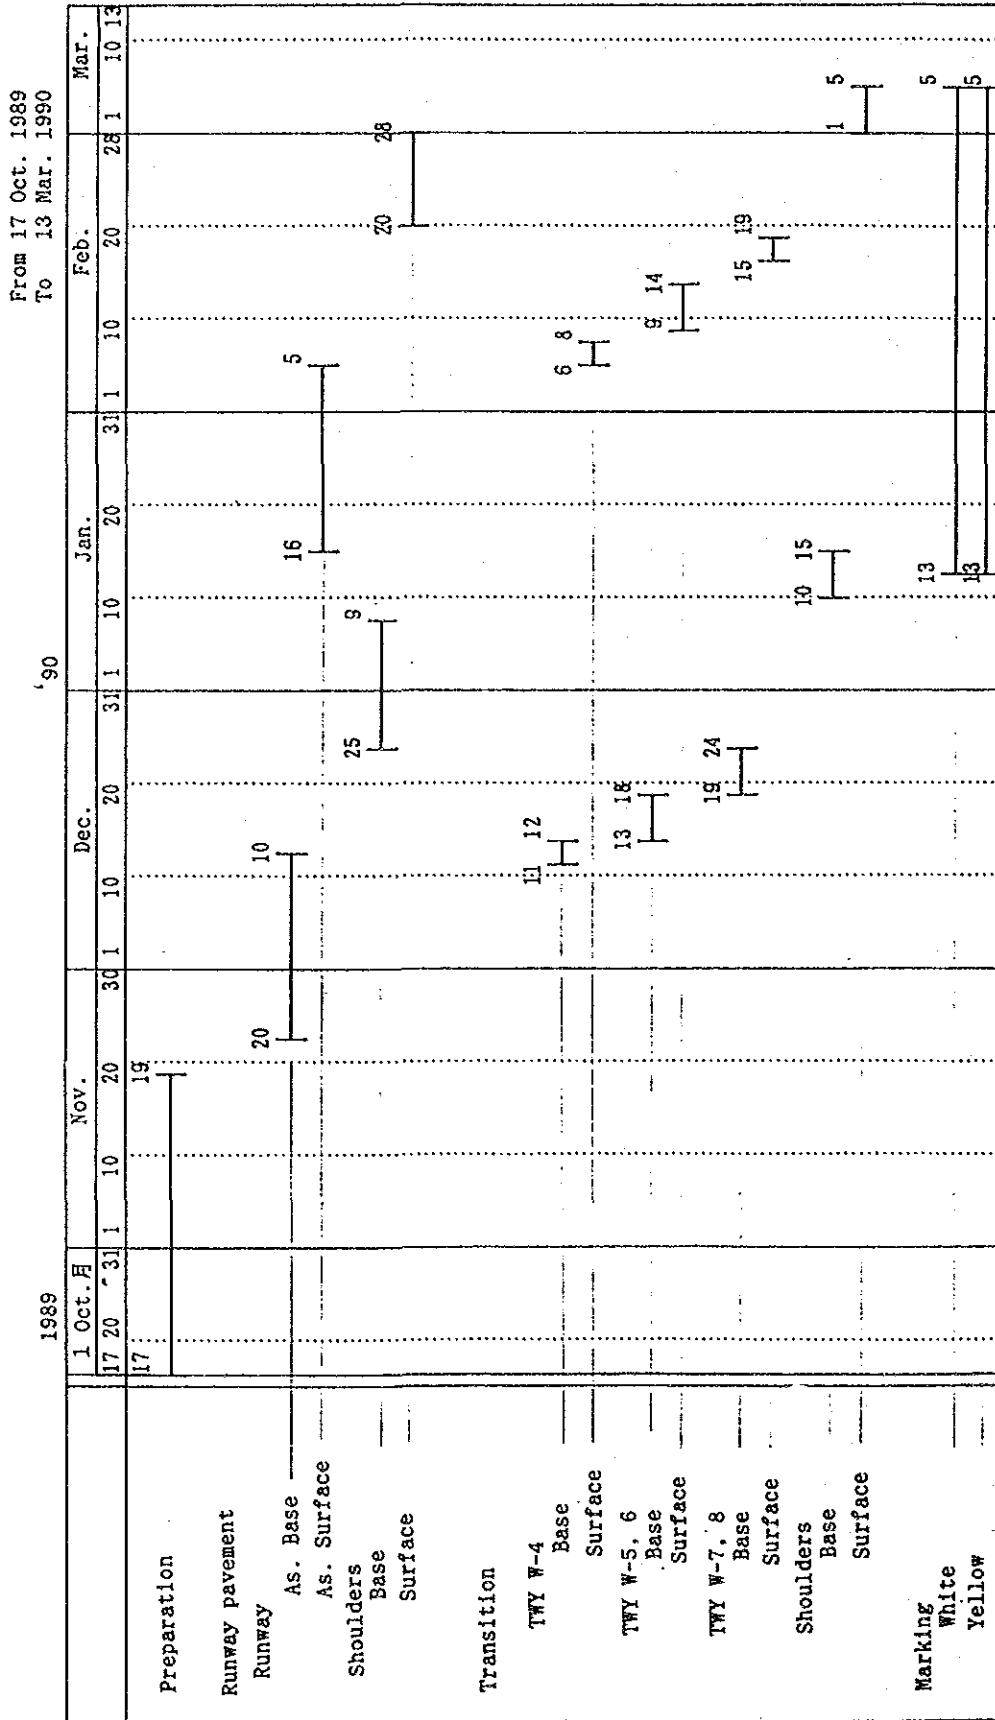 From 17 Oct. 1989
To 13 Mar. 1990
1989 '90
1 Oct.月 Nov. Dec. Jan. Feb. Mar.
17 20 31 1 10 20 30 1 10 20 31 1 10 20 31 1 10 20 28 1 10 13
Preparation 17 19
Runway pavement
Runway
As. Base 20 10
As. Surface 16 5
Shoulders
Base 25 9
Surface 20 28
Transition
TWY W-4
Base 11 12
Surface 6 8
TWY W-5, 6
Base 13 18
Surface 9 14
TWY W-7, 8
Base 19 24
Surface 15 19
Shoulders
Base 10 15
Surface 1 5
Marking
White 13 5
Yellow 13 5